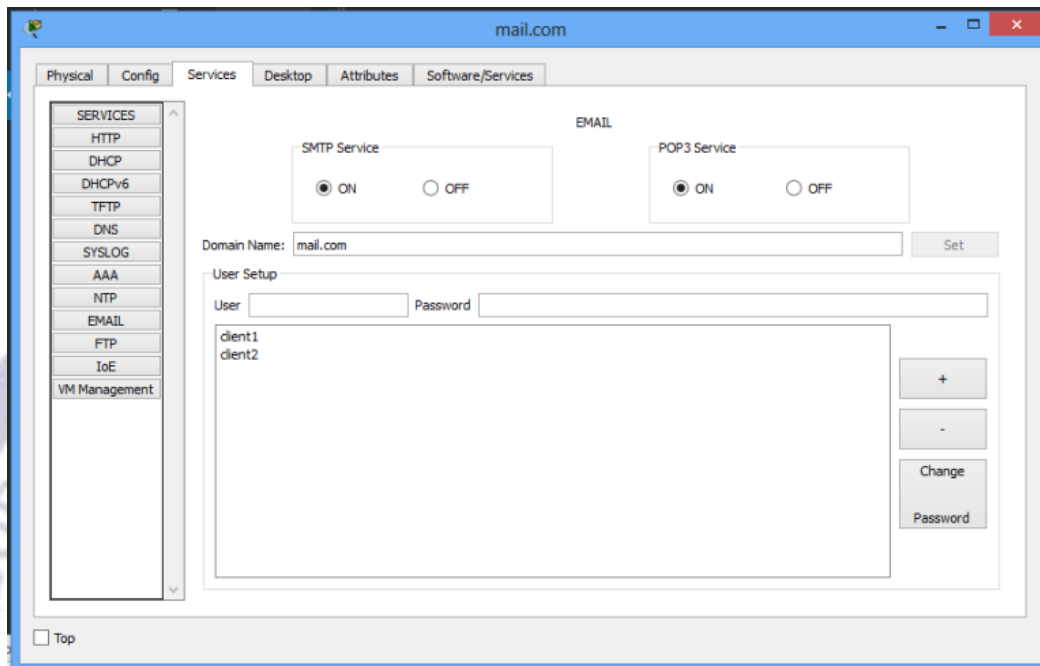 mail.com
Physical Config Services Desktop Attributes Software/Services
SERVICES
HTTP
DHCP
DHCPv6
TFTP
DNS
SYSLOG
AAA
NTP
EMAIL
FTP
IoE
VM Management
EMAIL
SMTP Service
ON OFF
POP3 Service
ON OFF
Domain Name: mail.com Set
User Setup
User Password
client1
client2
+
-
Change
Password
Top